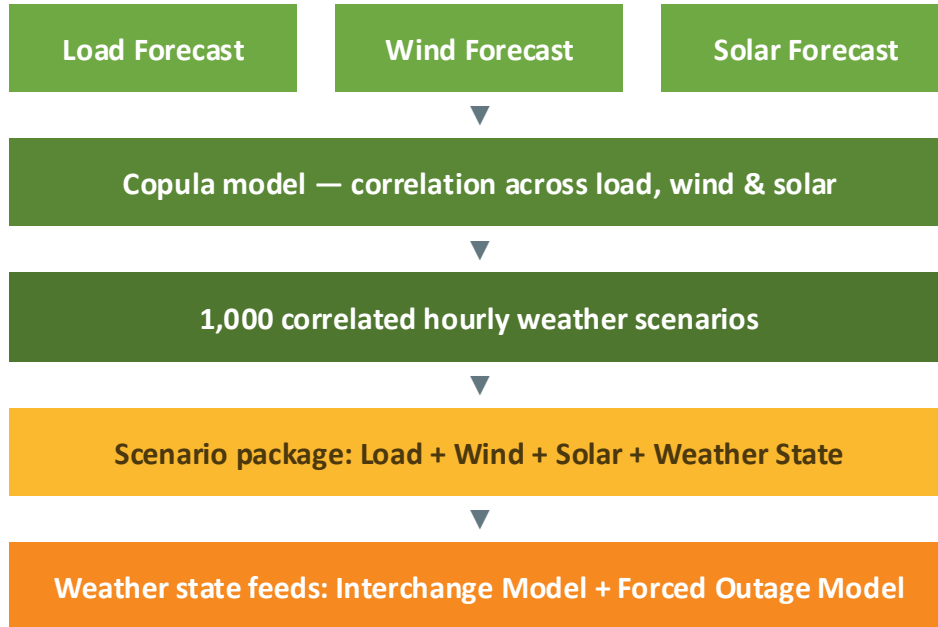 Load Forecast
Wind Forecast
Solar Forecast
Copula model — correlation across load, wind & solar
1,000 correlated hourly weather scenarios
Scenario package: Load + Wind + Solar + Weather State
Weather state feeds: Interchange Model + Forced Outage Model